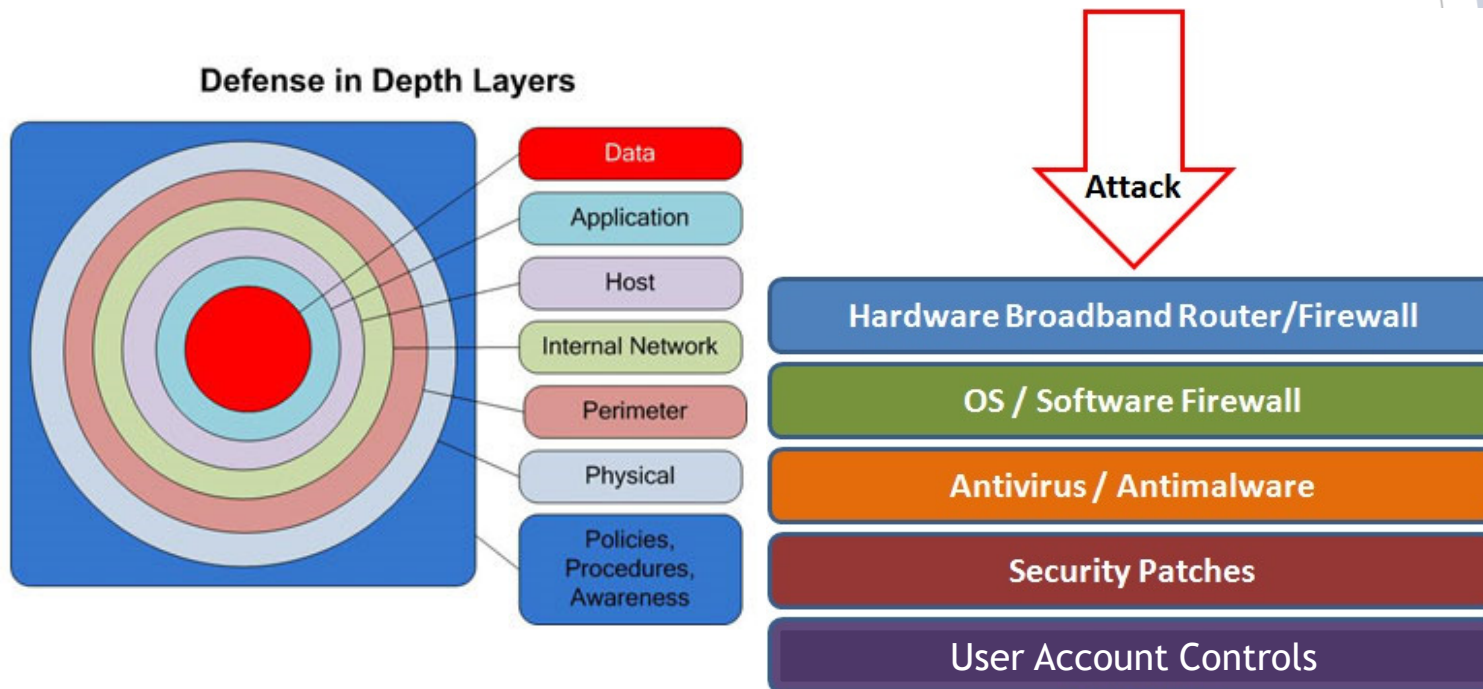 Defense in Depth Layers
Data
Application
Host
Internal Network
Perimeter
Physical
Policies,
Procedures,
Awareness
Attack
Hardware Broadband Router/Firewall
OS / Software Firewall
Antivirus / Antimalware
Security Patches
User Account Controls